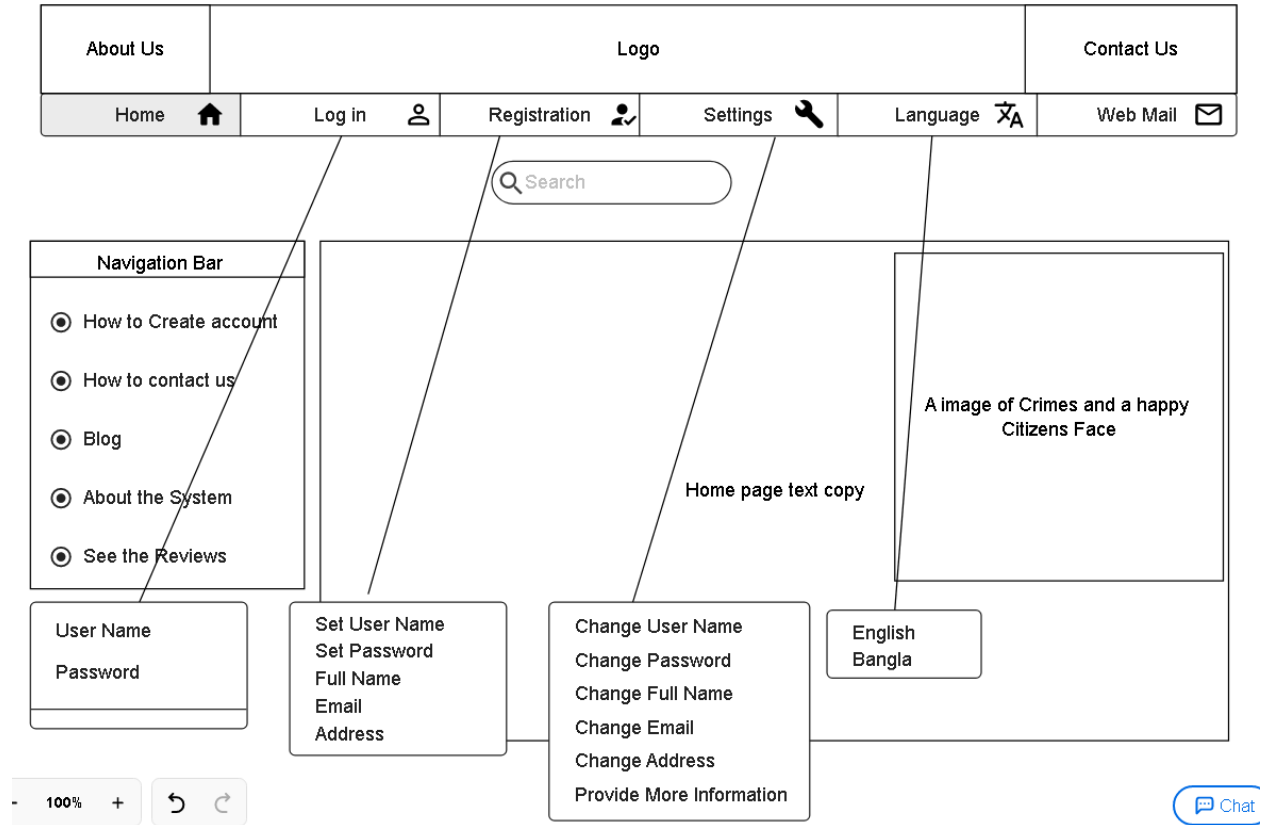 About Us
Logo
Contact Us
Home
Log in
Registration
Settings
Language
Web Mail
Search
Navigation Bar
How to Create account
How to contact us
Blog
About the System
See the Reviews
A image of Crimes and a happy
Citizens Face
Home page text copy
User Name
Password
Set User Name
Set Password
Full Name
Email
Address
Change User Name
Change Password
Change Full Name
Change Email
Change Address
Provide More Information
English
Bangla
- 100% +
Chat